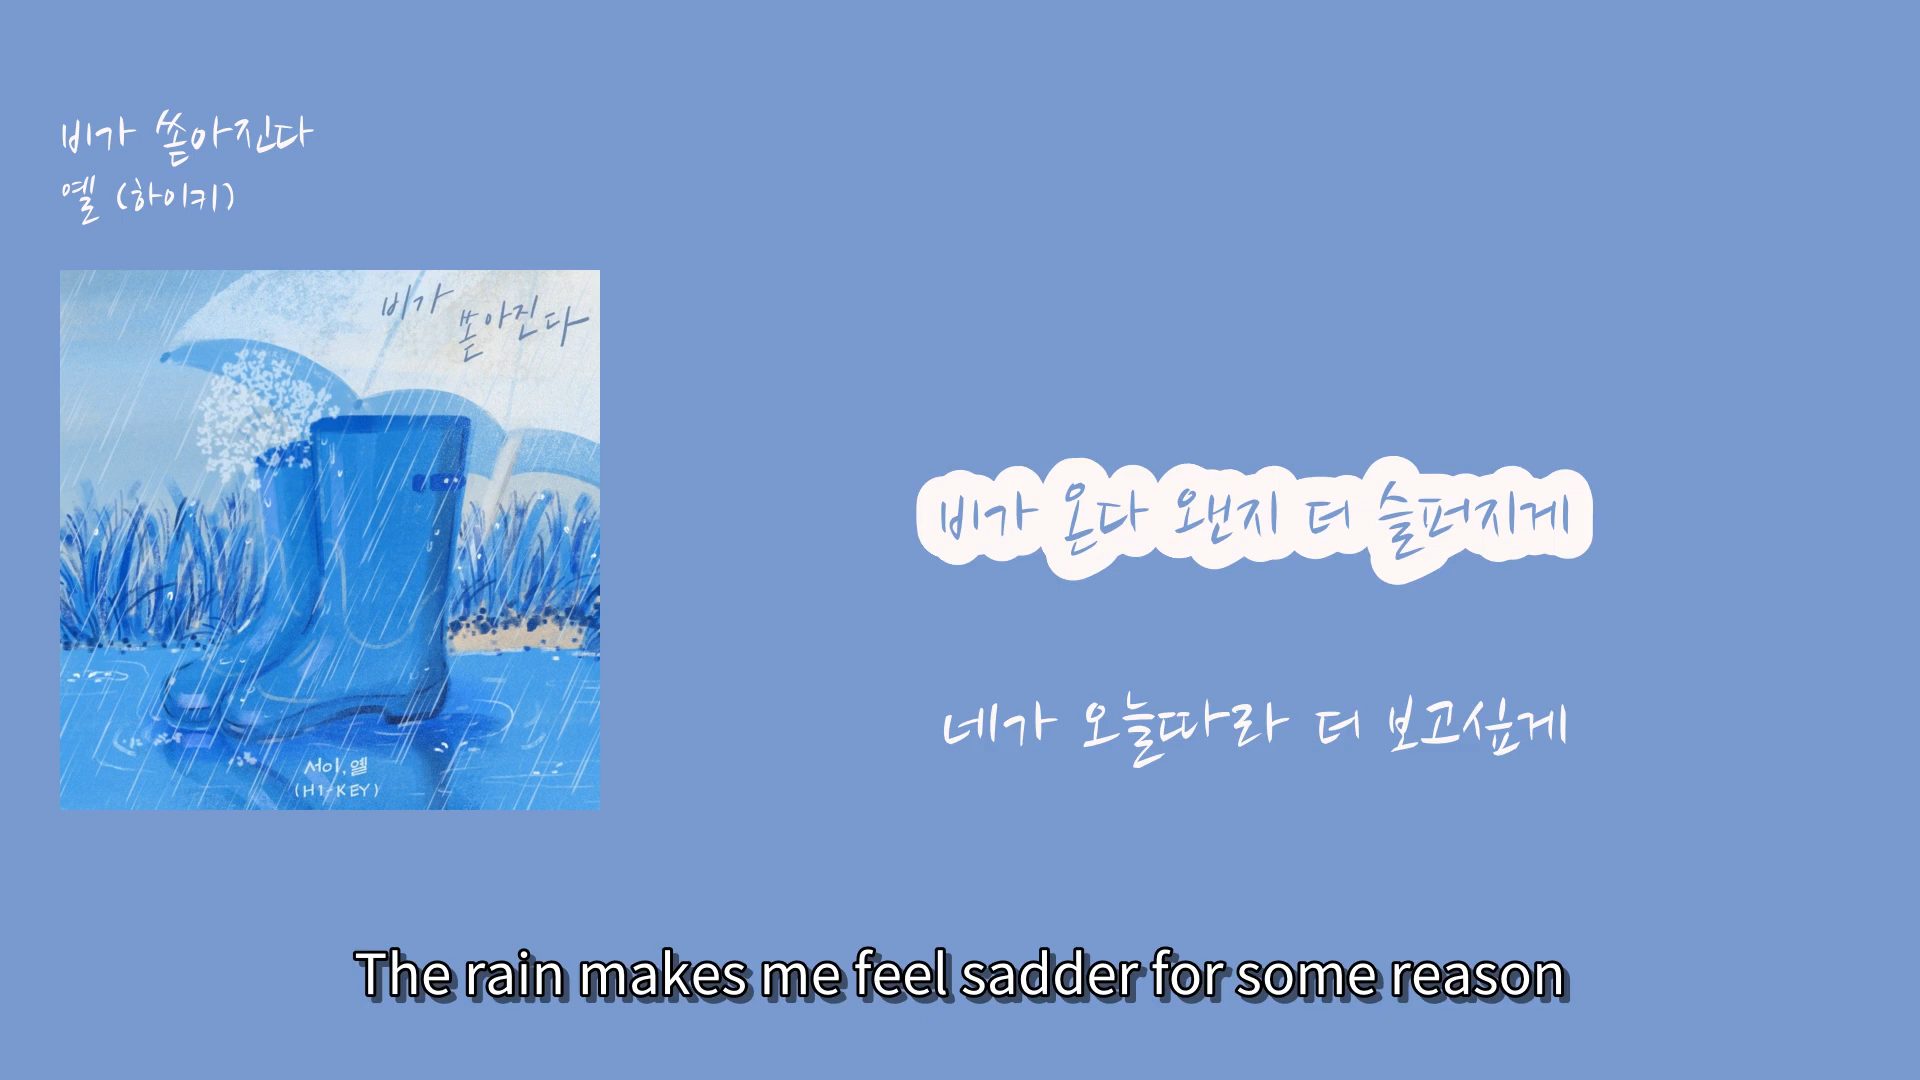 비가 쏟아진다
옐 (하이키)
비가
쏟아진다
서이, 옐
(H1-KEY)
비가 온다 왠지 더 슬퍼지게
네가 오늘따라 더 보고싶게
The rain makes me feel sadder for some reason